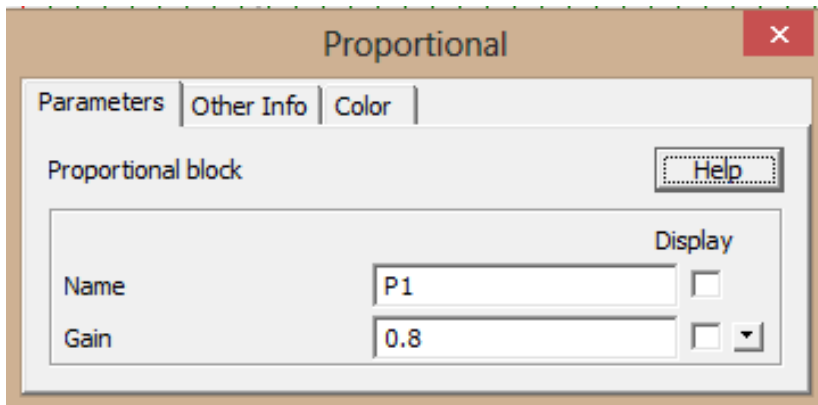 Proportional
Parameters Other Info Color
Proportional block Help
Display
Name P1
Gain 0.8